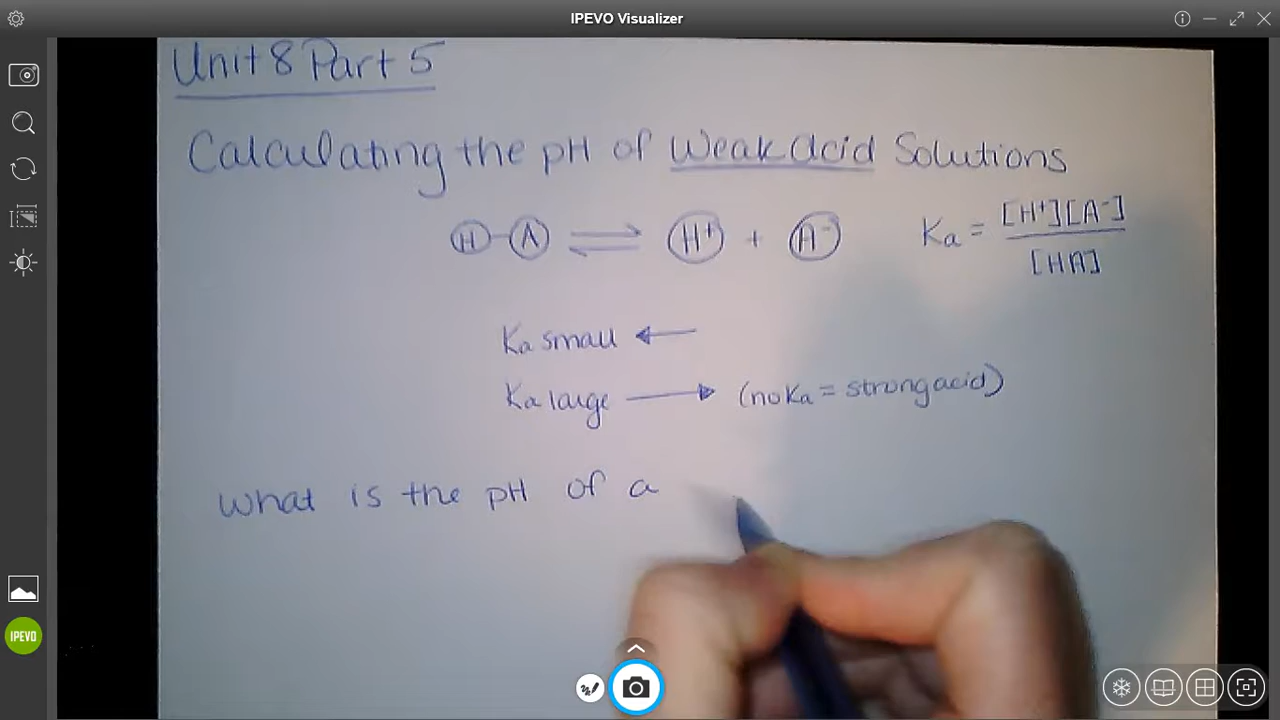 IPEVO Visualizer
Unit 8 Part 5
Calculating the pH of Weak acid Solutions
H-A ⇌ H⁺ + A⁻ Ka = [H⁺][A⁻] / [HA]
Ka small ←
Ka large → (no Ka = strong acid)
What is the pH of a
IPEVO